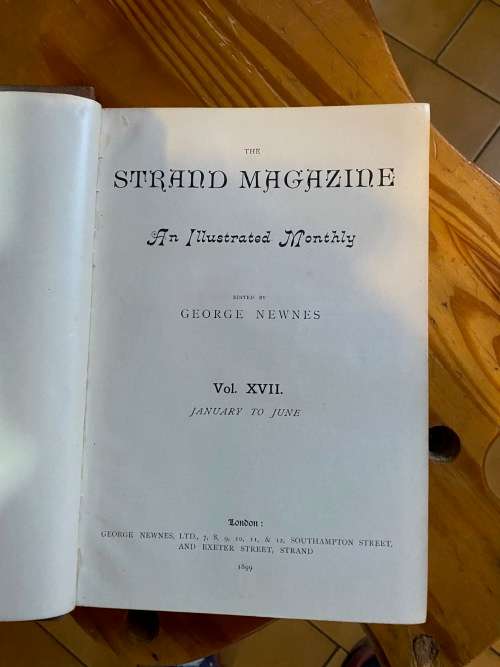 THE
STRAND MAGAZINE
An Illustrated Monthly
EDITED BY
GEORGE NEWNES
Vol. XVII.
JANUARY TO JUNE
London:
GEORGE NEWNES, LTD., 7, 8, 9, 10, 11, & 12, SOUTHAMPTON STREET,
AND EXETER STREET, STRAND
1899